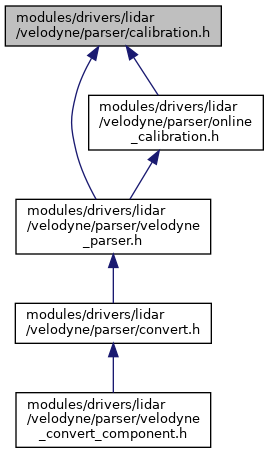 modules/drivers/lidar
/velodyne/parser/calibration.h
modules/drivers/lidar
/velodyne/parser/online
_calibration.h
modules/drivers/lidar
/velodyne/parser/velodyne
_parser.h
modules/drivers/lidar
/velodyne/parser/convert.h
modules/drivers/lidar
/velodyne/parser/velodyne
_convert_component.h